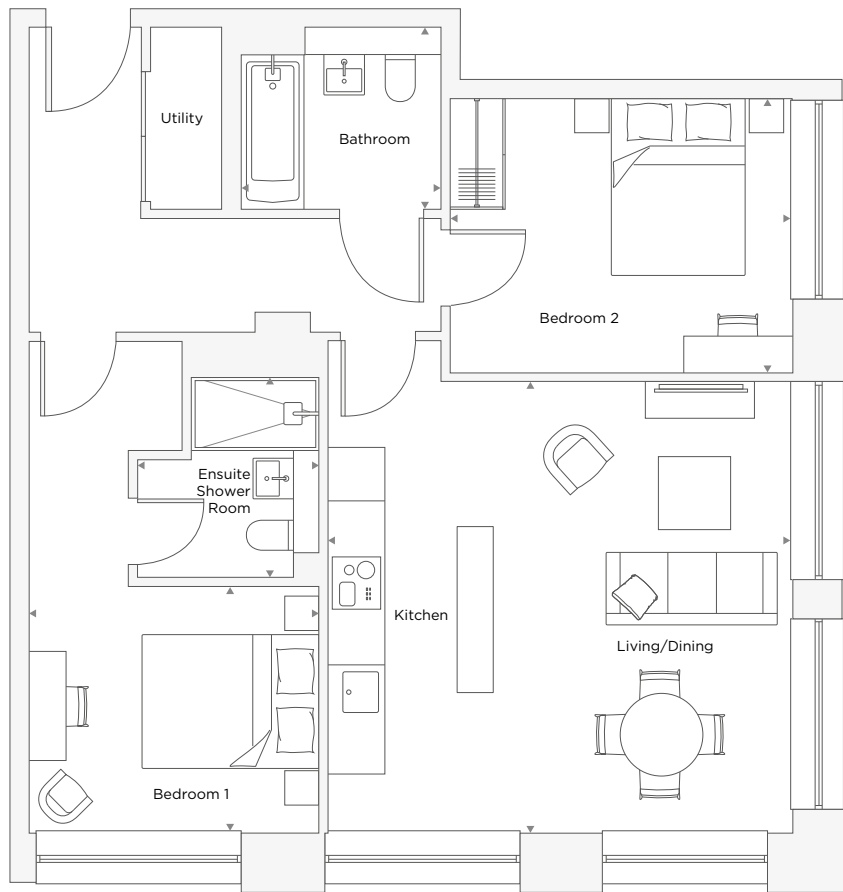 Utility
Bathroom
Bedroom 2
Ensuite
Shower
Room
Kitchen
Living/Dining
Bedroom 1